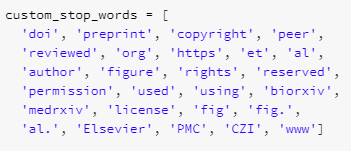 custom_stop_words = [
'doi', 'preprint', 'copyright', 'peer',
'reviewed', 'org', 'https', 'et', 'al',
'author', 'figure', 'rights', 'reserved',
'permission', 'used', 'using', 'biorxiv',
'medrxiv', 'license', 'fig', 'fig.',
'al.', 'Elsevier', 'PMC', 'CZI', 'www']